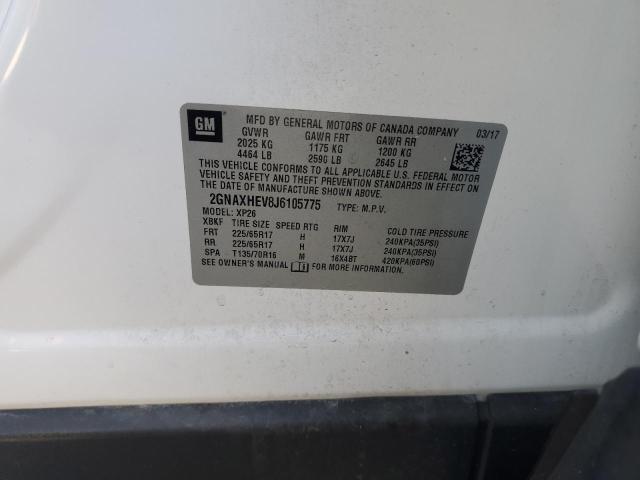 GM
MFD BY GENERAL MOTORS OF CANADA COMPANY 03/17
GVWR GAWR FRT GAWR RR
2025 KG 1175 KG 1200 KG
4464 LB 2590 LB 2645 LB
THIS VEHICLE CONFORMS TO ALL APPLICABLE U.S. FEDERAL MOTOR
VEHICLE SAFETY AND THEFT PREVENTION STANDARDS IN EFFECT ON
THE DATE OF MANUFACTURE SHOWN ABOVE.
2GNAXHEV8J6105775 TYPE: M.P.V.
MODEL: XP26
XBKF TIRE SIZE SPEED RTG RIM COLD TIRE PRESSURE
FRT 225/65R17 H 17X7J 240KPA(35PSI)
RR 225/65R17 H 17X7J 240KPA(35PSI)
SPA T135/70R16 M 16X4BT 420KPA(60PSI)
SEE OWNER'S MANUAL FOR MORE INFORMATION.